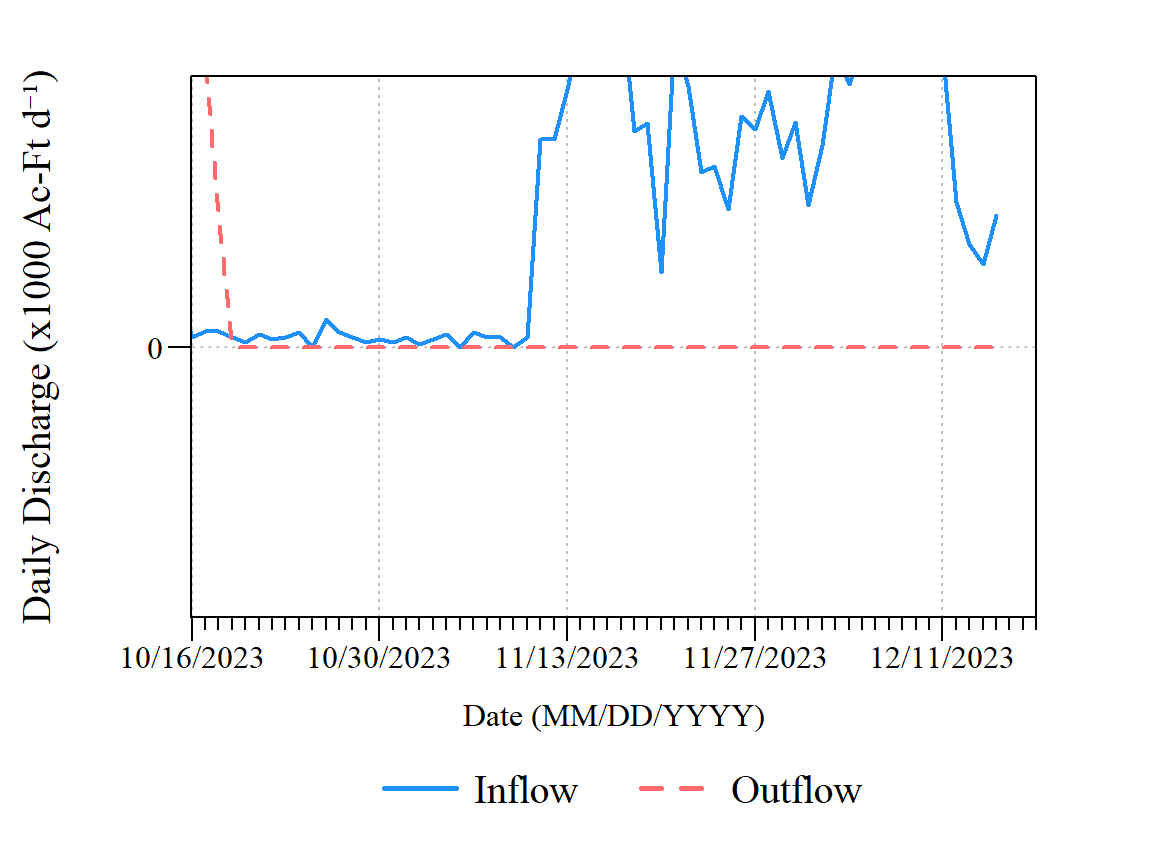 Daily Discharge (x1000 Ac-Ft d⁻¹)
0
10/16/2023 10/30/2023 11/13/2023 11/27/2023 12/11/2023
Date (MM/DD/YYYY)
Inflow Outflow